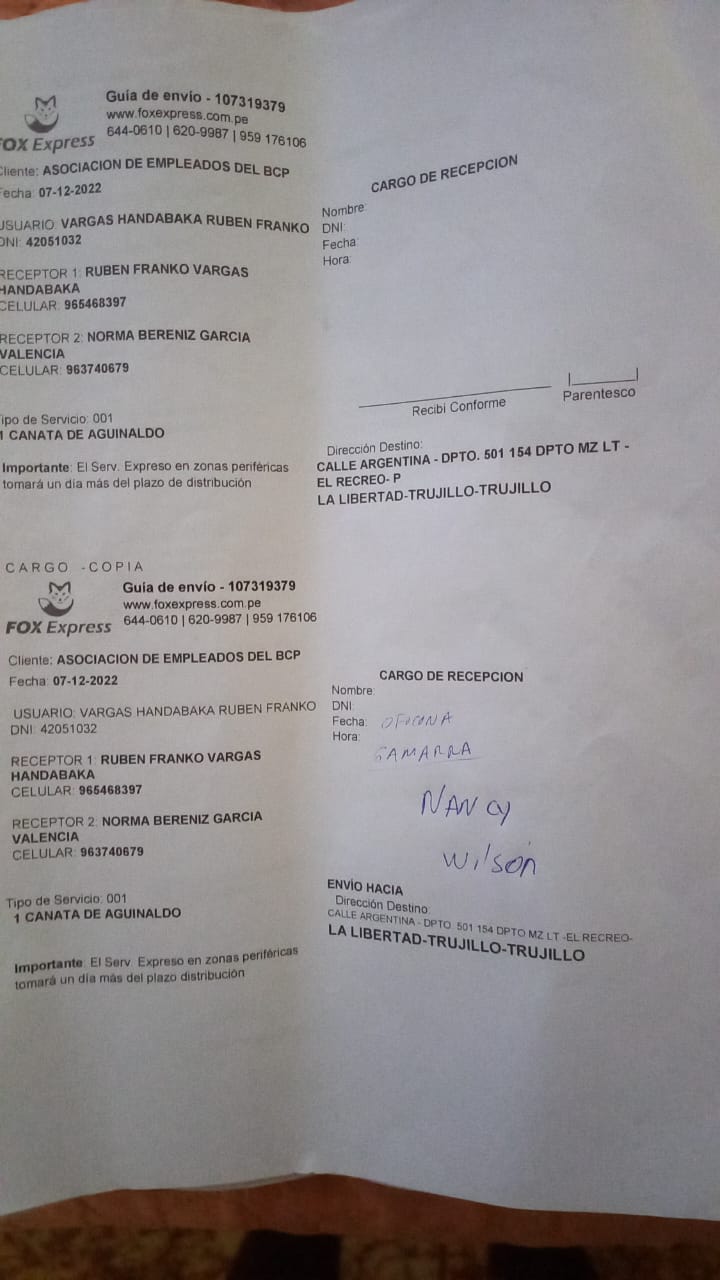 Guía de envío - 107319379
www.foxexpress.com.pe
644-0610 | 620-9987 | 959 176106
FOX Express
Cliente: ASOCIACION DE EMPLEADOS DEL BCP
Fecha: 07-12-2022
USUARIO: VARGAS HANDABAKA RUBEN FRANKO
DNI: 42051032
RECEPTOR 1: RUBEN FRANKO VARGAS
HANDABAKA
CELULAR: 965468397
RECEPTOR 2: NORMA BERENIZ GARCIA
VALENCIA
CELULAR: 963740679
Tipo de Servicio: 001
1 CANATA DE AGUINALDO
Importante: El Serv. Expreso en zonas periféricas
tomará un día más del plazo de distribución
CARGO DE RECEPCION
Nombre:
DNI:
Fecha:
Hora:
Recibi Conforme
Parentesco
Dirección Destino:
CALLE ARGENTINA - DPTO. 501 154 DPTO MZ LT -
EL RECREO- P
LA LIBERTAD-TRUJILLO-TRUJILLO
CARGO -COPIA
Guía de envío - 107319379
www.foxexpress.com.pe
644-0610 | 620-9987 | 959 176106
FOX Express
Cliente: ASOCIACION DE EMPLEADOS DEL BCP
Fecha: 07-12-2022
USUARIO: VARGAS HANDABAKA RUBEN FRANKO
DNI: 42051032
RECEPTOR 1: RUBEN FRANKO VARGAS
HANDABAKA
CELULAR: 965468397
RECEPTOR 2: NORMA BERENIZ GARCIA
VALENCIA
CELULAR: 963740679
Tipo de Servicio: 001
1 CANATA DE AGUINALDO
Importante: El Serv. Expreso en zonas periféricas
tomará un día más del plazo distribución
CARGO DE RECEPCION
Nombre:
DNI:
Fecha: OFICINA
Hora:
GAMARRA
NANCY
Wilson
ENVÍO HACIA
Dirección Destino:
CALLE ARGENTINA - DPTO. 501 154 DPTO MZ LT -EL RECREO-
LA LIBERTAD-TRUJILLO-TRUJILLO